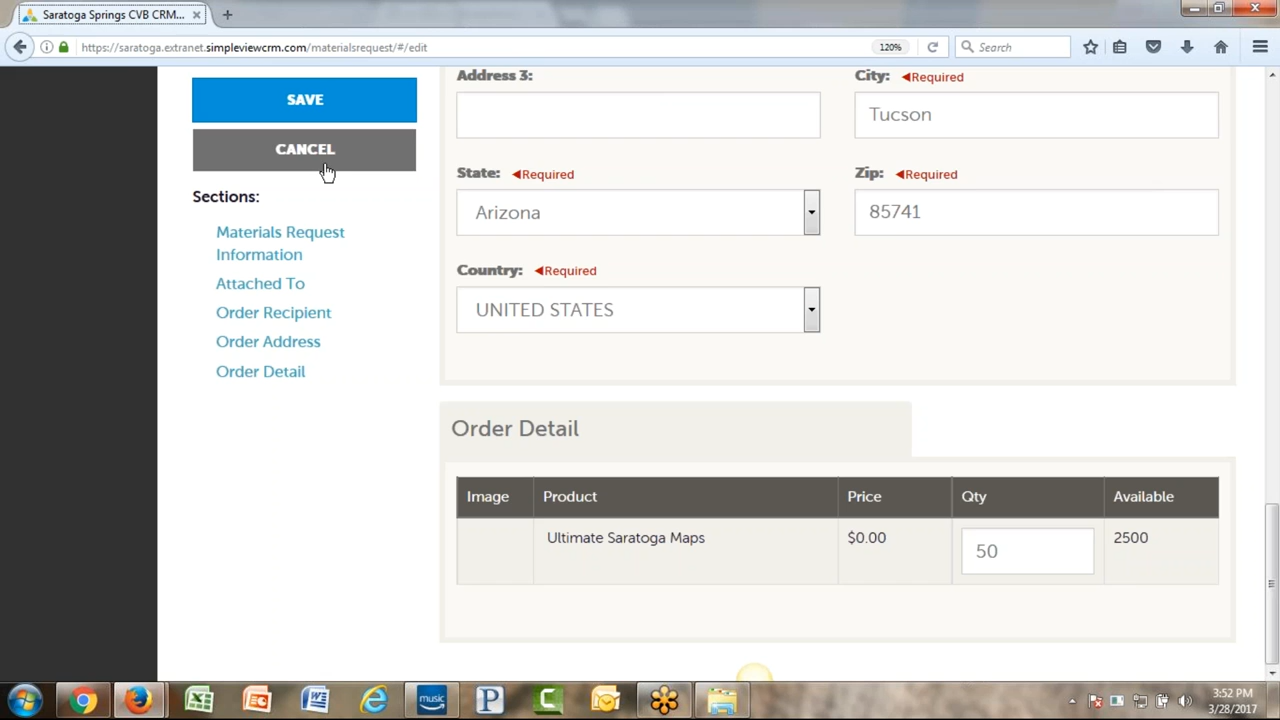 Saratoga Springs CVB CRM...
https://saratoga.extranet.simpleviewcrm.com/materialsrequest/#/edit
120%
Search
SAVE
CANCEL
Sections:
Materials Request
Information
Attached To
Order Recipient
Order Address
Order Detail
Address 3:
City: ◀Required
Tucson
State: ◀Required
Zip: ◀Required
Arizona
85741
Country: ◀Required
UNITED STATES
Order Detail
Image Product Price Qty Available
Ultimate Saratoga Maps $0.00 50 2500
music
3:52 PM
3/28/2017